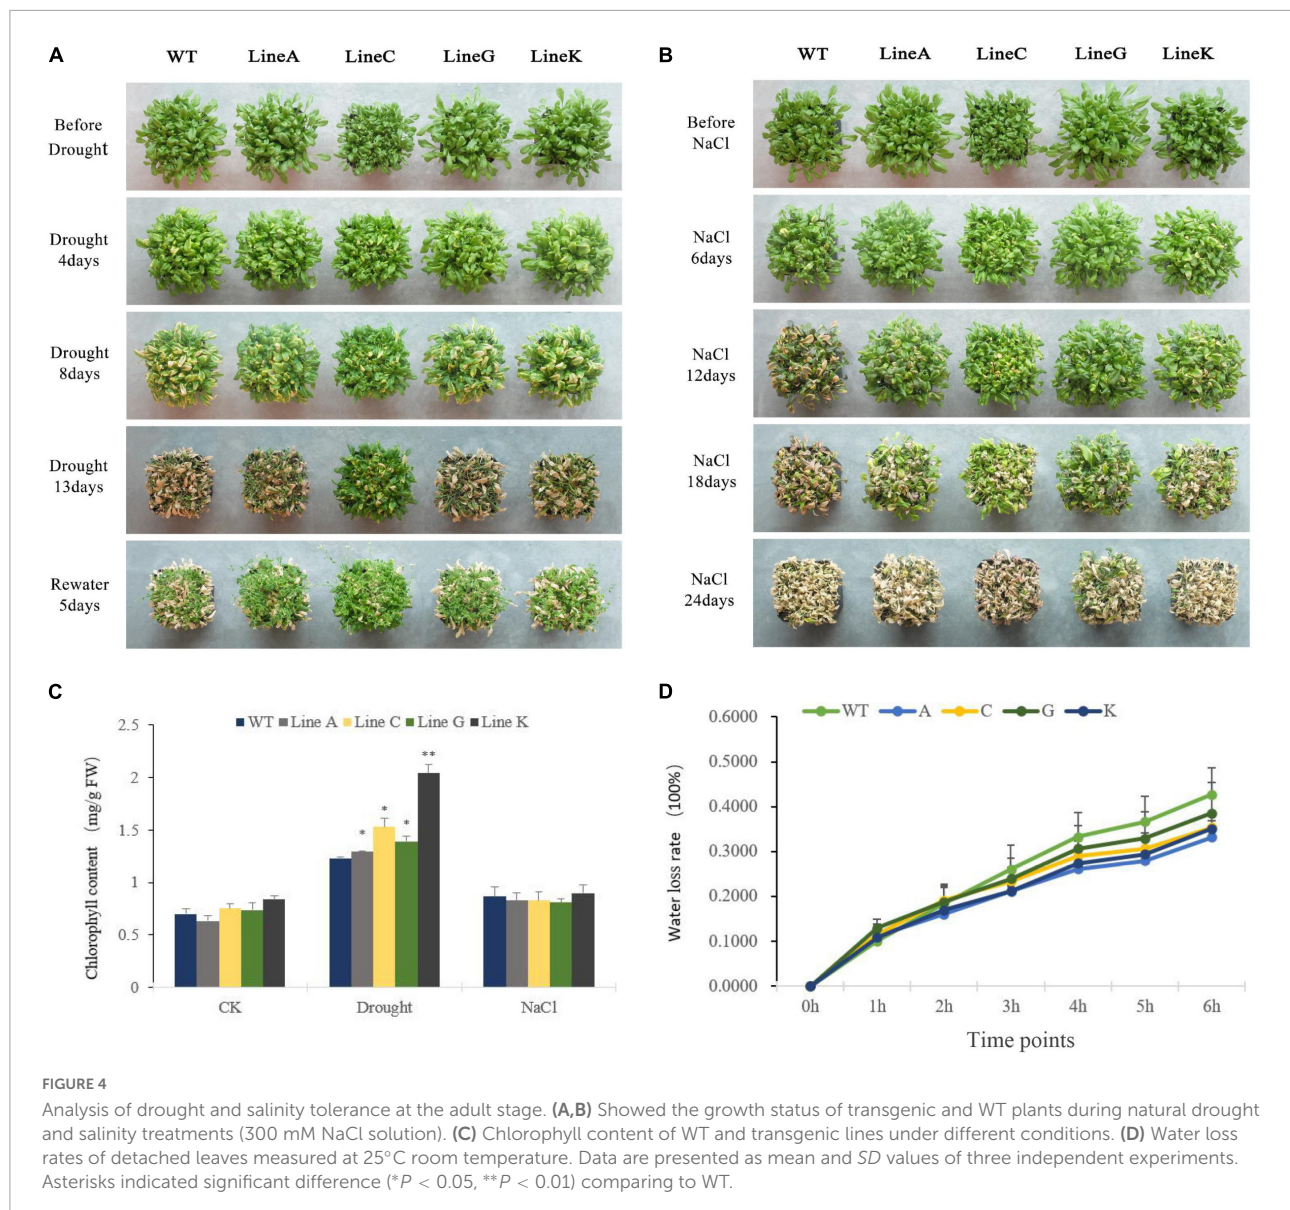 A
WT LineA LineC LineG LineK
Before
Drought
Drought
4days
Drought
8days
Drought
13days
Rewater
5days
B
WT LineA LineC LineG LineK
Before
NaCl
NaCl
6days
NaCl
12days
NaCl
18days
NaCl
24days
C
WT Line A Line C Line G Line K
Chlorophyll content (mg/g FW)
2.5
2
1.5
1
0.5
0
* * * **
CK Drought NaCl
D
WT A C G K
Water loss rate (100%)
0.6000
0.5000
0.4000
0.3000
0.2000
0.1000
0.0000
0h 1h 2h 3h 4h 5h 6h
Time points
FIGURE 4
Analysis of drought and salinity tolerance at the adult stage. (A,B) Showed the growth status of transgenic and WT plants during natural drought
and salinity treatments (300 mM NaCl solution). (C) Chlorophyll content of WT and transgenic lines under different conditions. (D) Water loss
rates of detached leaves measured at 25°C room temperature. Data are presented as mean and SD values of three independent experiments.
Asterisks indicated significant difference (*P < 0.05, **P < 0.01) comparing to WT.